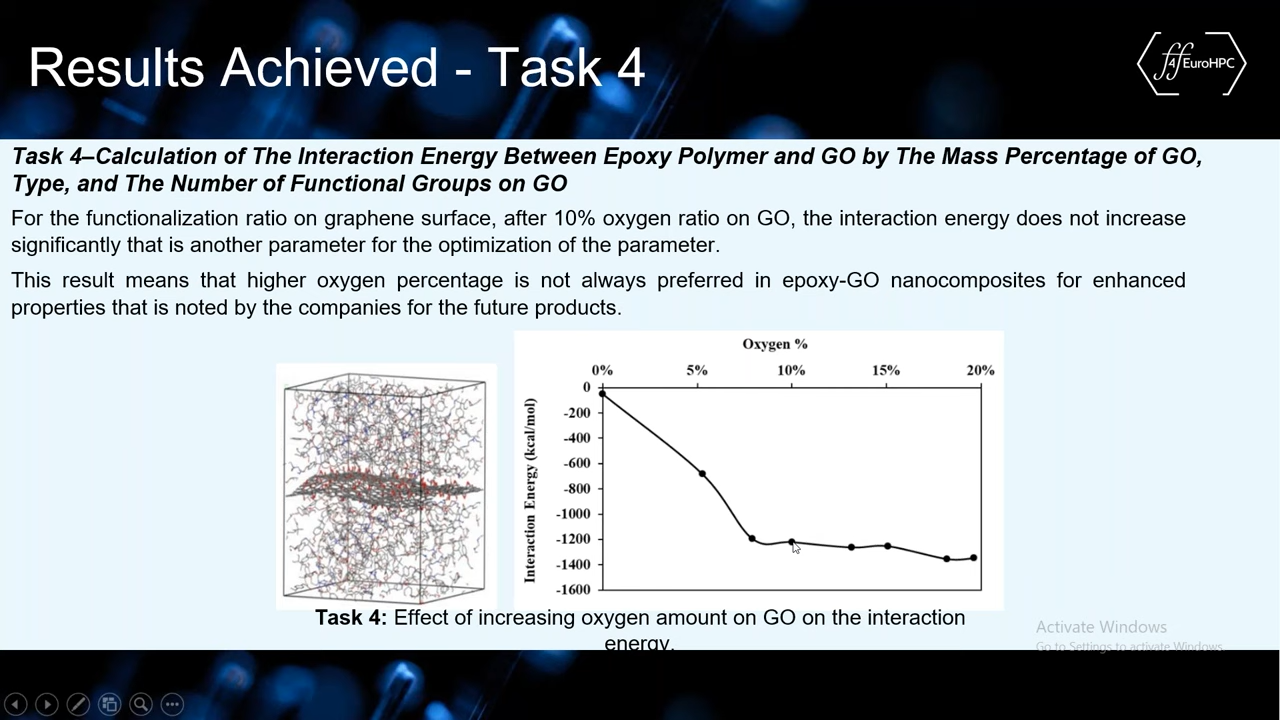 Results Achieved - Task 4
ff4EuroHPC
Task 4–Calculation of The Interaction Energy Between Epoxy Polymer and GO by The Mass Percentage of GO,
Type, and The Number of Functional Groups on GO
For the functionalization ratio on graphene surface, after 10% oxygen ratio on GO, the interaction energy does not increase
significantly that is another parameter for the optimization of the parameter.
This result means that higher oxygen percentage is not always preferred in epoxy-GO nanocomposites for enhanced
properties that is noted by the companies for the future products.
Oxygen %
0% 5% 10% 15% 20%
Interaction Energy (kcal/mol)
0
-200
-400
-600
-800
-1000
-1200
-1400
-1600
Task 4: Effect of increasing oxygen amount on GO on the interaction
energy.
Activate Windows
Go to Settings to activate Windows.